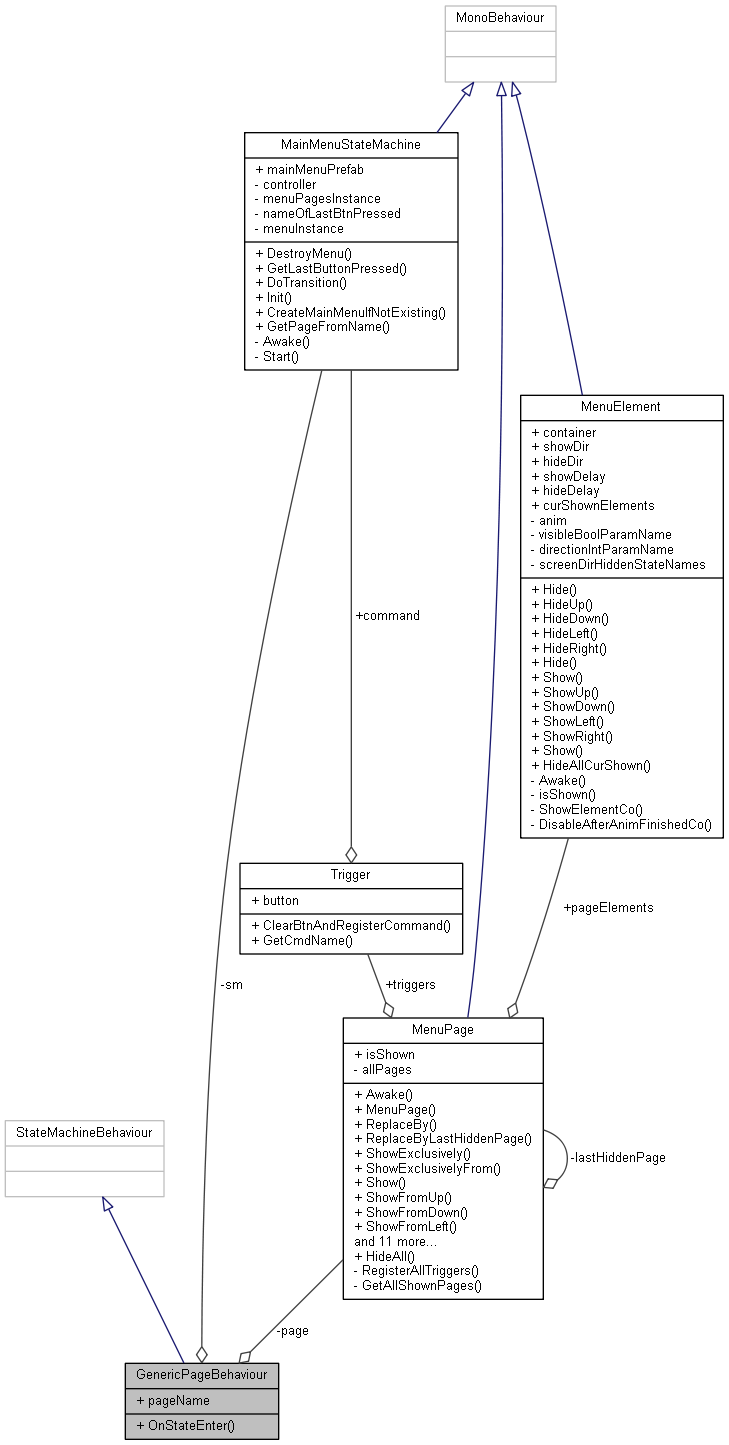 MonoBehaviour
MainMenuStateMachine
+ mainMenuPrefab
- controller
- menuPagesInstance
- nameOfLastBtnPressed
- menuInstance
+ DestroyMenu()
+ GetLastButtonPressed()
+ DoTransition()
+ Init()
+ CreateMainMenuIfNotExisting()
+ GetPageFromName()
- Awake()
- Start()
MenuElement
+ container
+ showDir
+ hideDir
+ showDelay
+ hideDelay
+ curShownElements
- anim
- visibleBoolParamName
- directionIntParamName
- screenDirHiddenStateNames
+ Hide()
+ HideUp()
+ HideDown()
+ HideLeft()
+ HideRight()
+ Hide()
+ Show()
+ ShowUp()
+ ShowDown()
+ ShowLeft()
+ ShowRight()
+ Show()
+ HideAllCurShown()
- Awake()
- isShown()
- ShowElementCo()
- DisableAfterAnimFinishedCo()
+command
Trigger
+ button
+ ClearBtnAndRegisterCommand()
+ GetCmdName()
+pageElements
-sm
+triggers
MenuPage
+ isShown
- allPages
+ Awake()
+ MenuPage()
+ ReplaceBy()
+ ReplaceByLastHiddenPage()
+ ShowExclusively()
+ ShowExclusivelyFrom()
+ Show()
+ ShowFromUp()
+ ShowFromDown()
+ ShowFromLeft()
and 11 more...
+ HideAll()
- RegisterAllTriggers()
- GetAllShownPages()
-lastHiddenPage
StateMachineBehaviour
-page
GenericPageBehaviour
+ pageName
+ OnStateEnter()